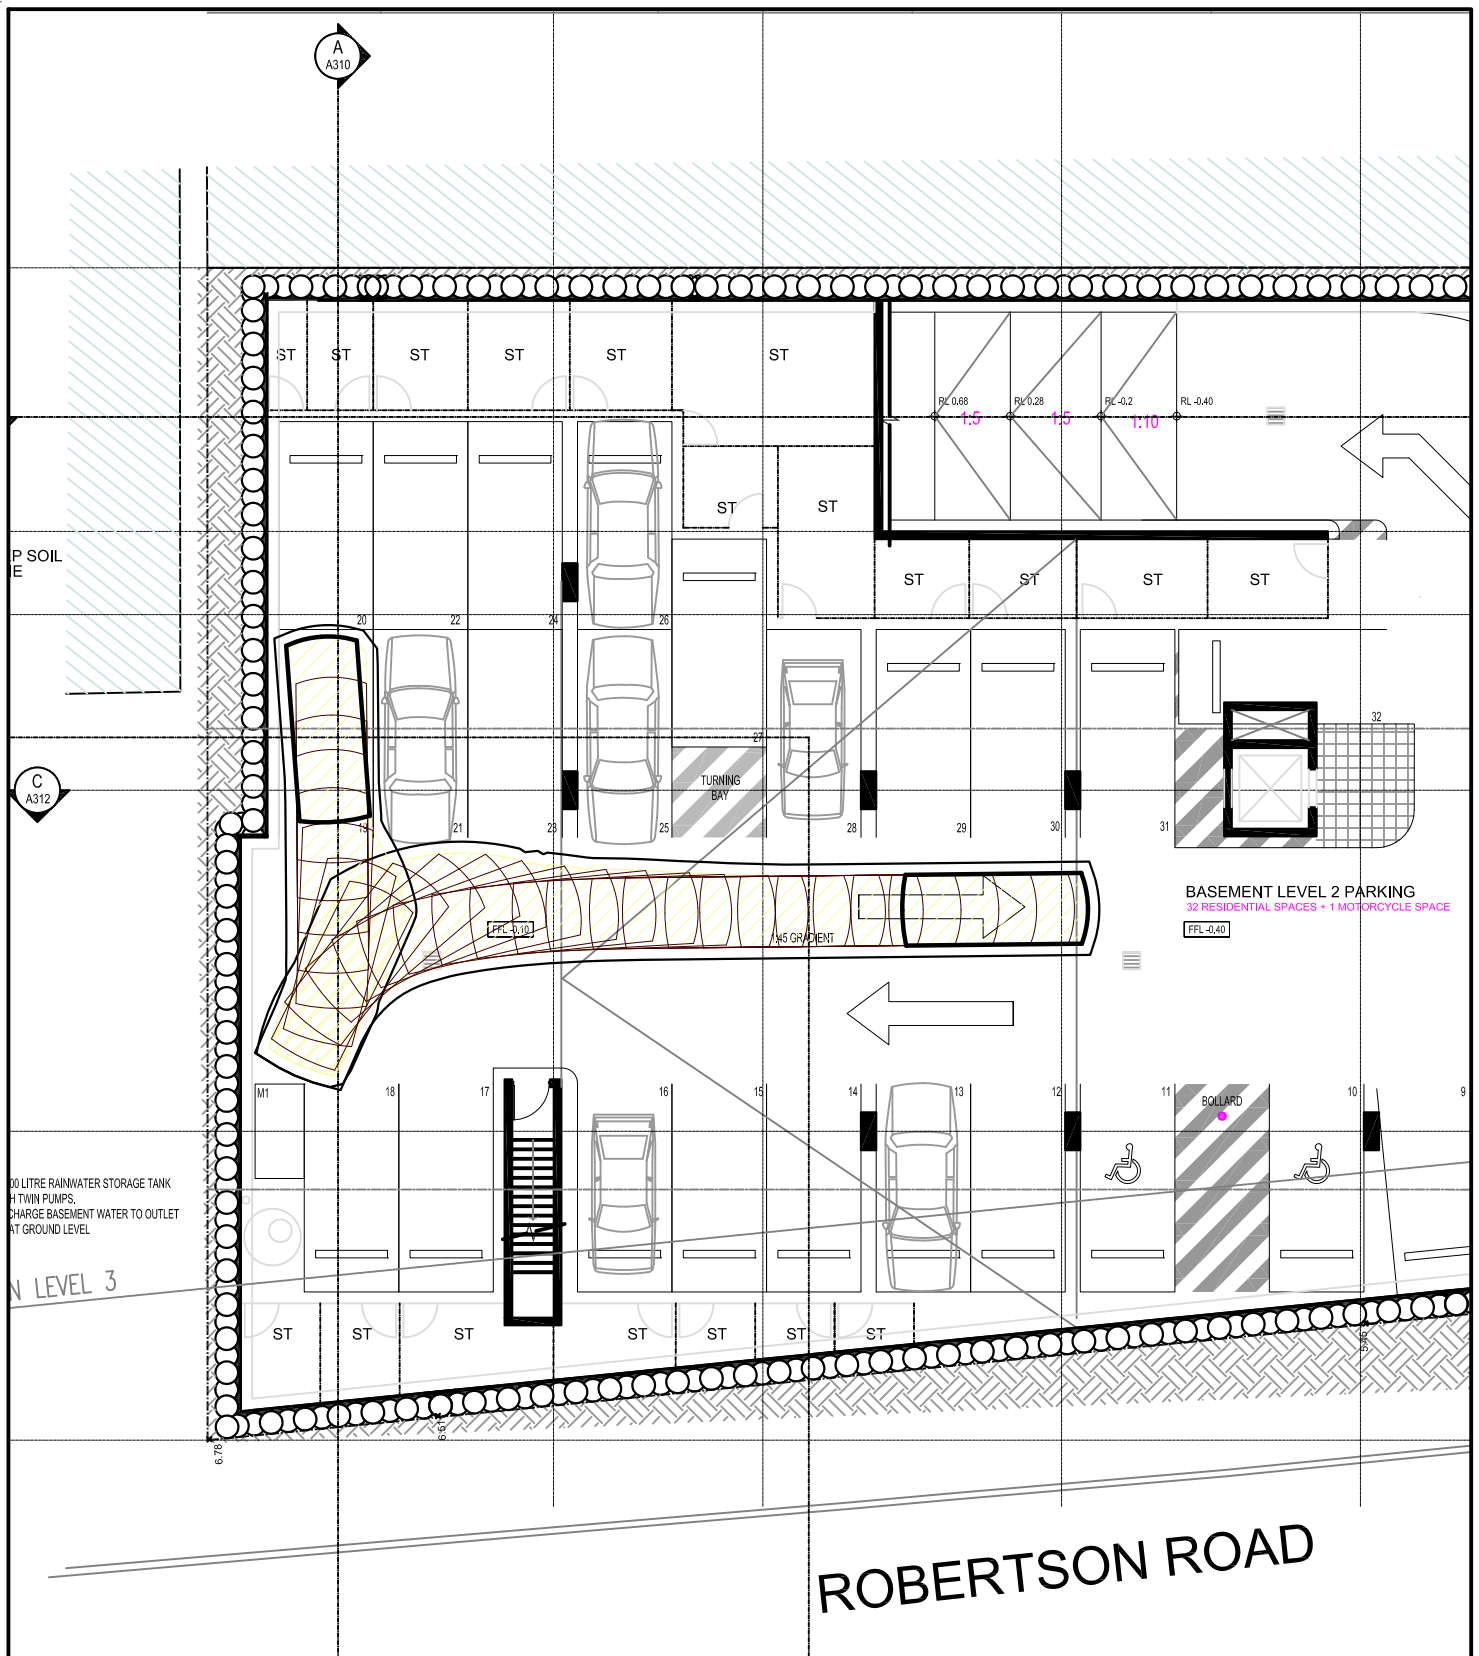 A
A310
ST
ST
ST
ST
ST
ST
RL 0.68
RL 0.28
RL -0.2
RL -0.40
1:5
1:5
1:10
ST
ST
P SOIL
ST
ST
ST
ST
20
22
24
26
32
27
C
A312
TURNING
BAY
19
21
23
25
28
29
30
31
BASEMENT LEVEL 2 PARKING
32 RESIDENTIAL SPACES + 1 MOTORCYCLE SPACE
FFL -0.10
FFL -0.40
1:45 GRADIENT
M1
18
17
16
15
14
13
12
11
10
9
BOLLARD
00 LITRE RAINWATER STORAGE TANK
H TWIN PUMPS.
CHARGE BASEMENT WATER TO OUTLET
AT GROUND LEVEL
N LEVEL 3
ST
ST
ST
ST
ST
ST
ST
5.45
6.51
6.78
ROBERTSON ROAD